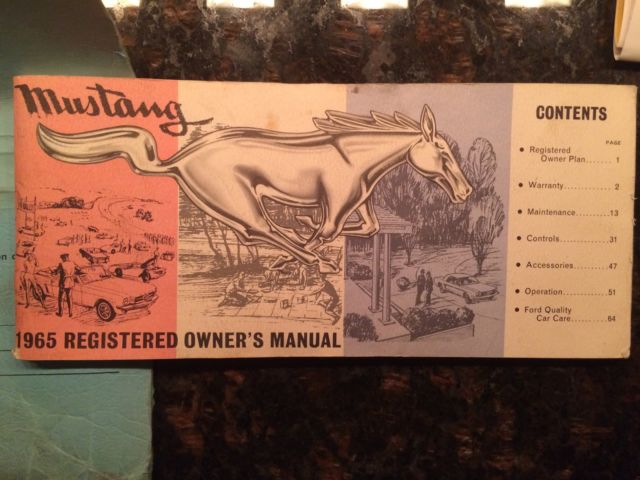 Mustang
1965 REGISTERED OWNER'S MANUAL
CONTENTS
PAGE
• Registered
Owner Plan....... 1
• Warranty............ 2
• Maintenance.........13
• Controls............31
• Accessories.........47
• Operation...........51
• Ford Quality
Car Care.........64